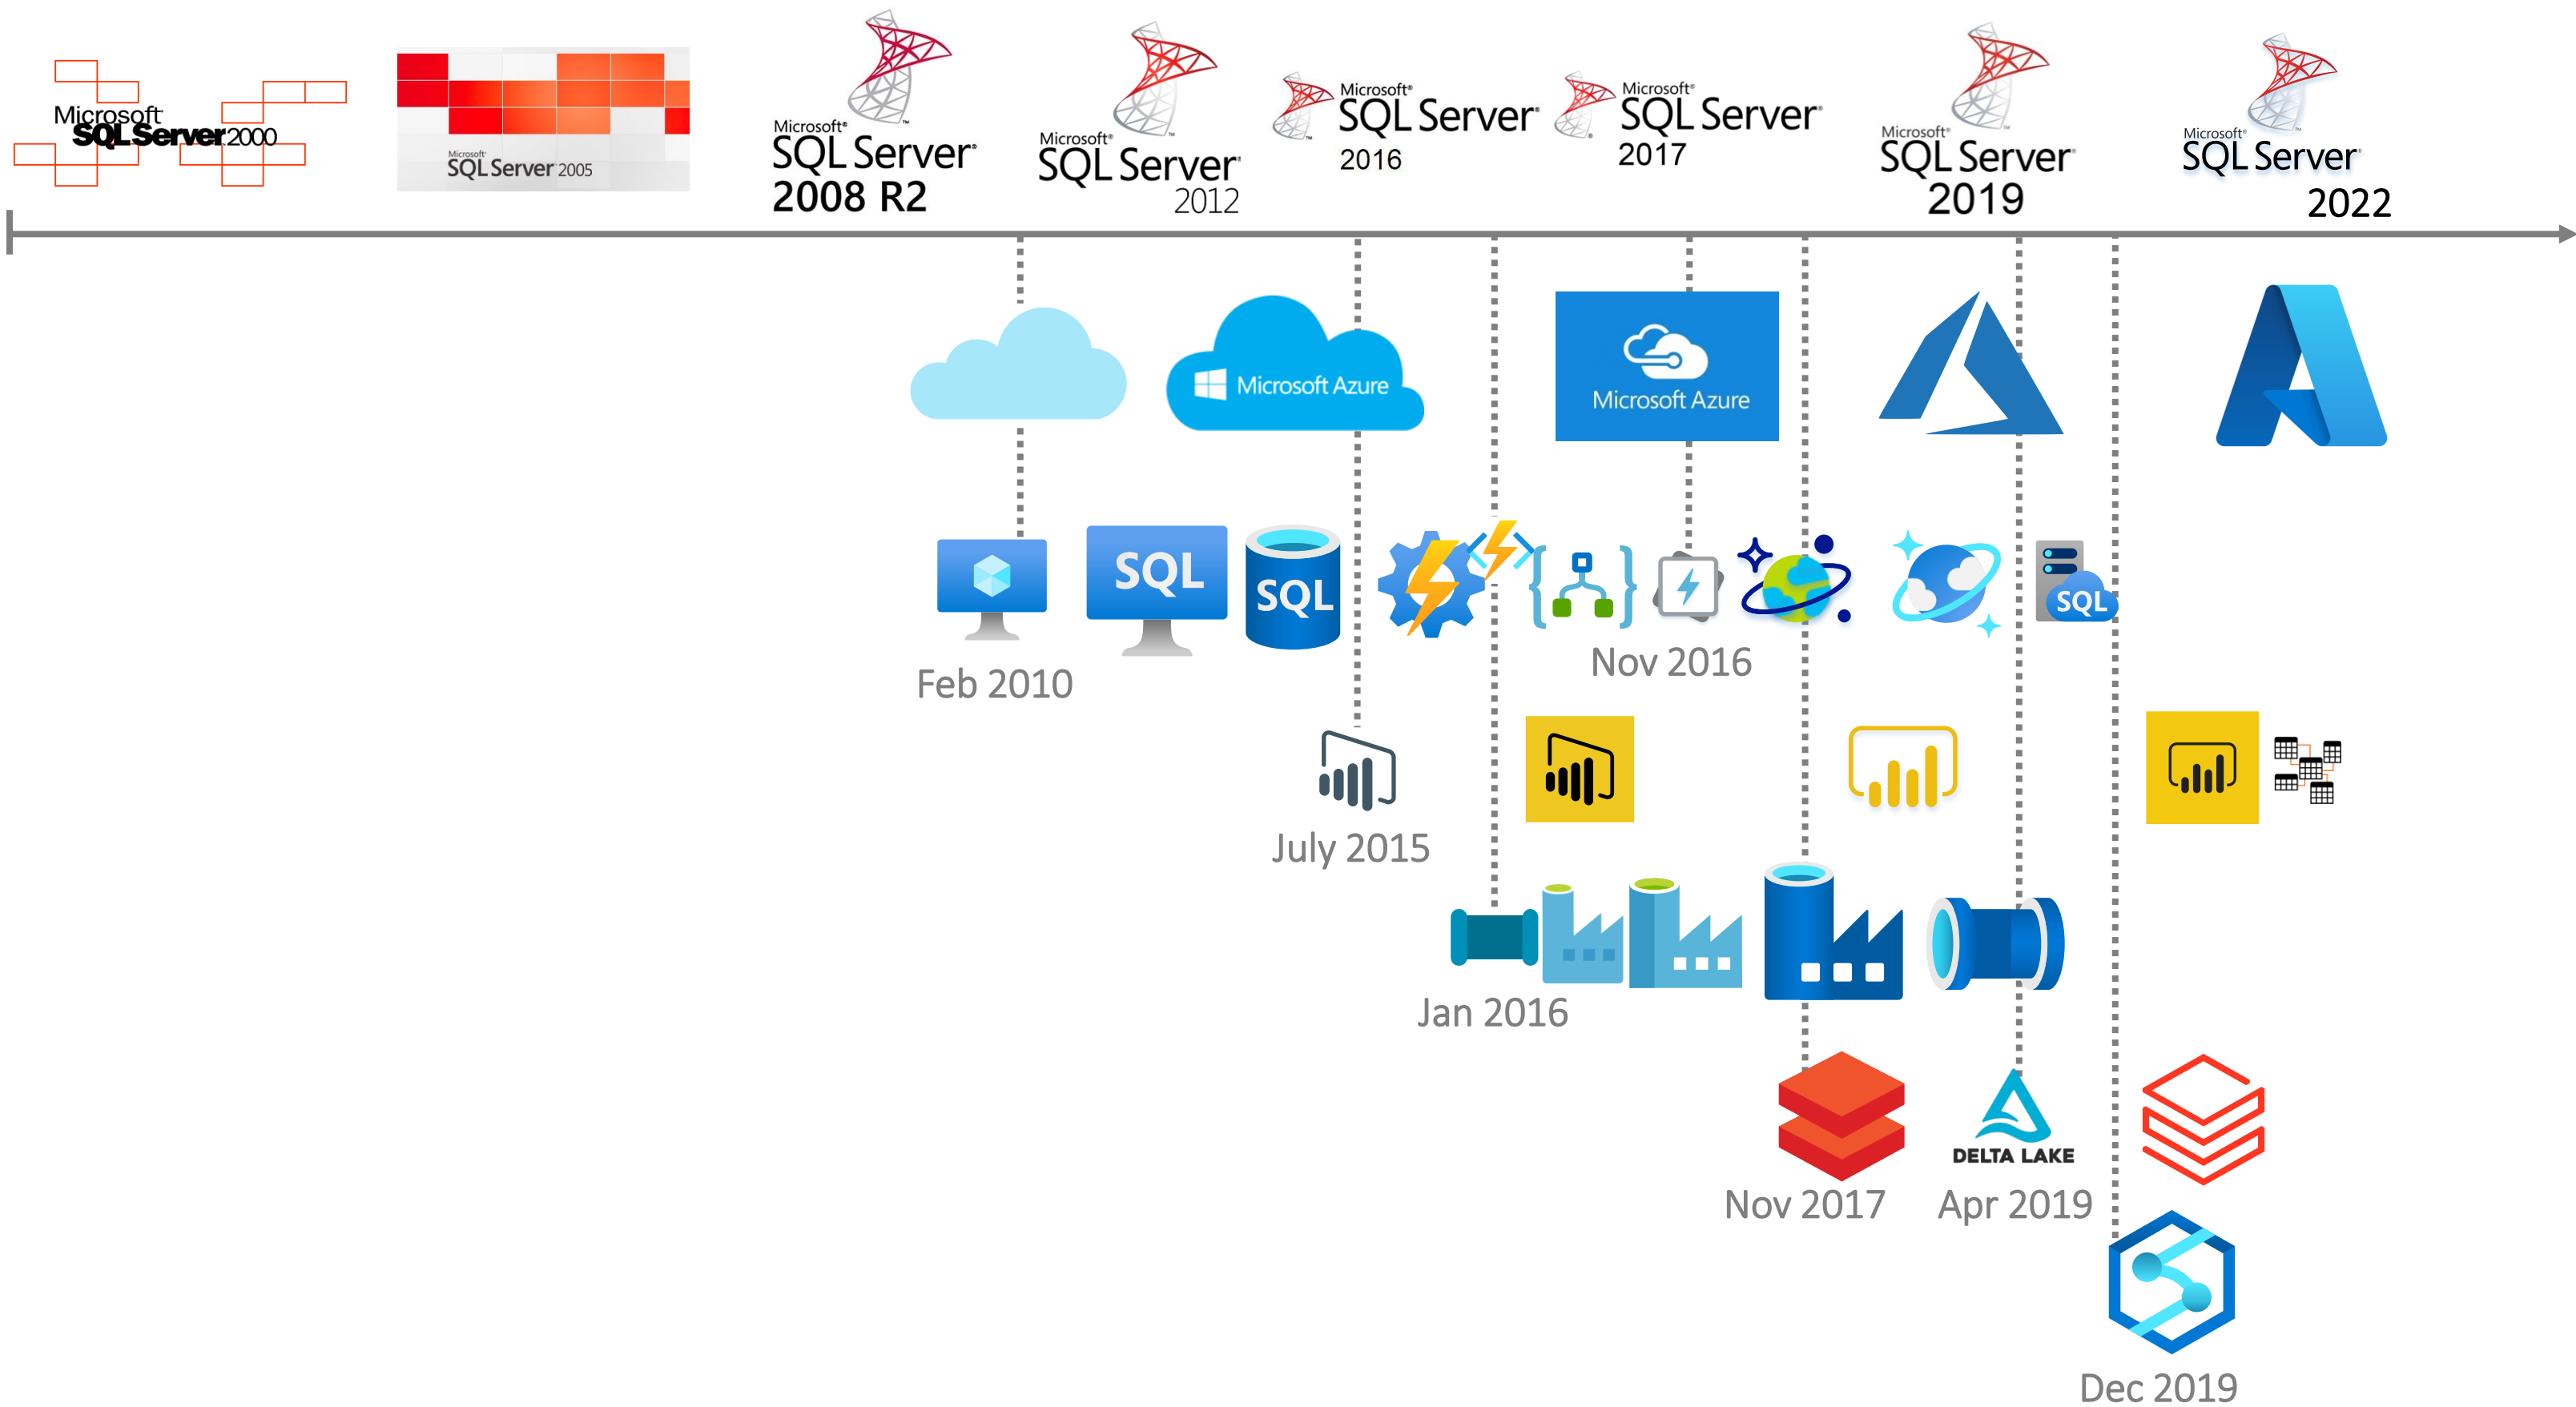 Microsoft
SQL Server 2000
Microsoft
SQL Server 2005
Microsoft®
SQL Server®
2008 R2
Microsoft®
SQL Server®
2012
Microsoft®
SQL Server®
2016
Microsoft®
SQL Server®
2017
Microsoft®
SQL Server®
2019
Microsoft®
SQL Server®
2022
Microsoft Azure
Microsoft Azure
SQL
SQL
SQL
Feb 2010
Nov 2016
July 2015
Jan 2016
DELTA LAKE
Nov 2017
Apr 2019
Dec 2019